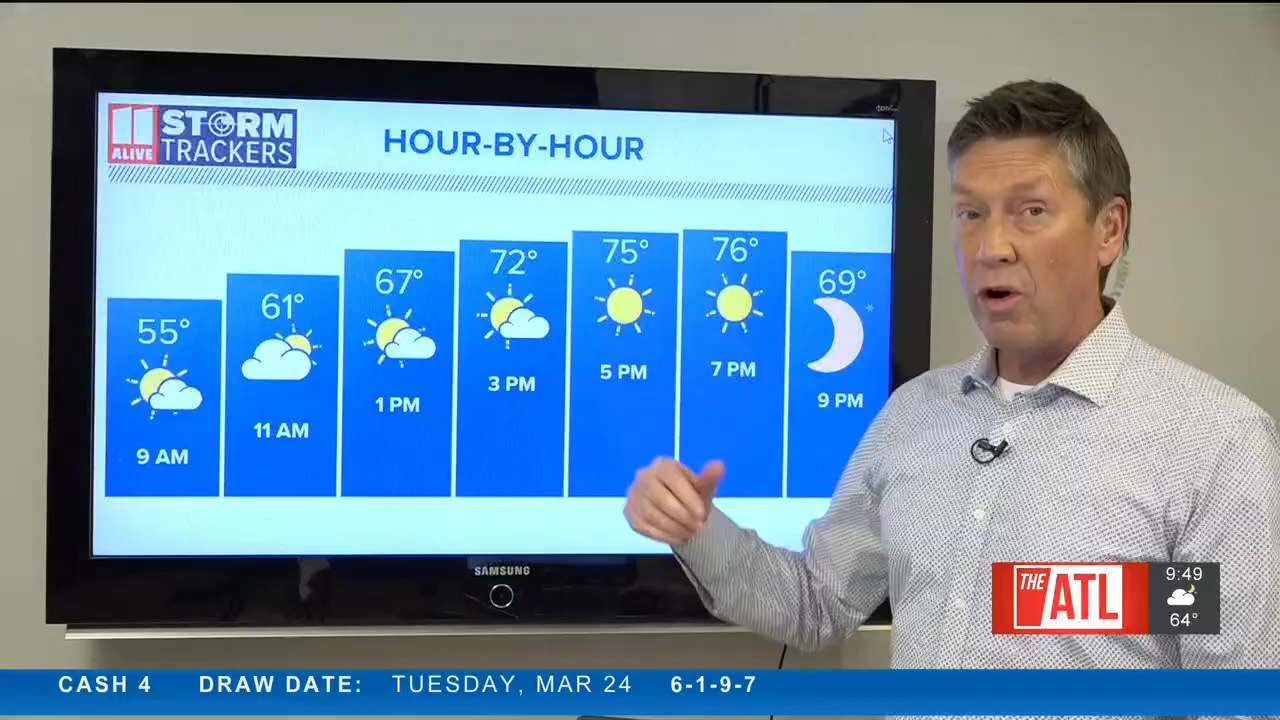 11 ALIVE STORM TRACKERS
HOUR-BY-HOUR
55° 61° 67° 72° 75° 76° 69°
9 AM 11 AM 1 PM 3 PM 5 PM 7 PM 9 PM
SAMSUNG
THE ATL
9:49
64°
CASH 4 DRAW DATE: TUESDAY, MAR 24 6-1-9-7